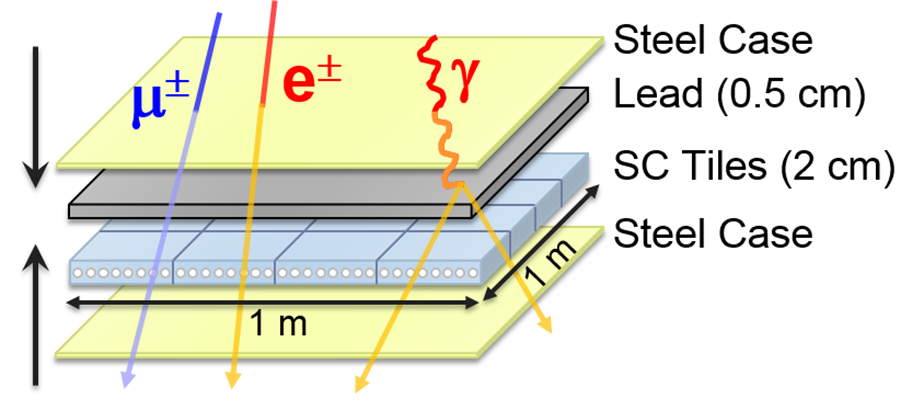 μ±
e±
γ
Steel Case
Lead (0.5 cm)
SC Tiles (2 cm)
Steel Case
1 m
1 m